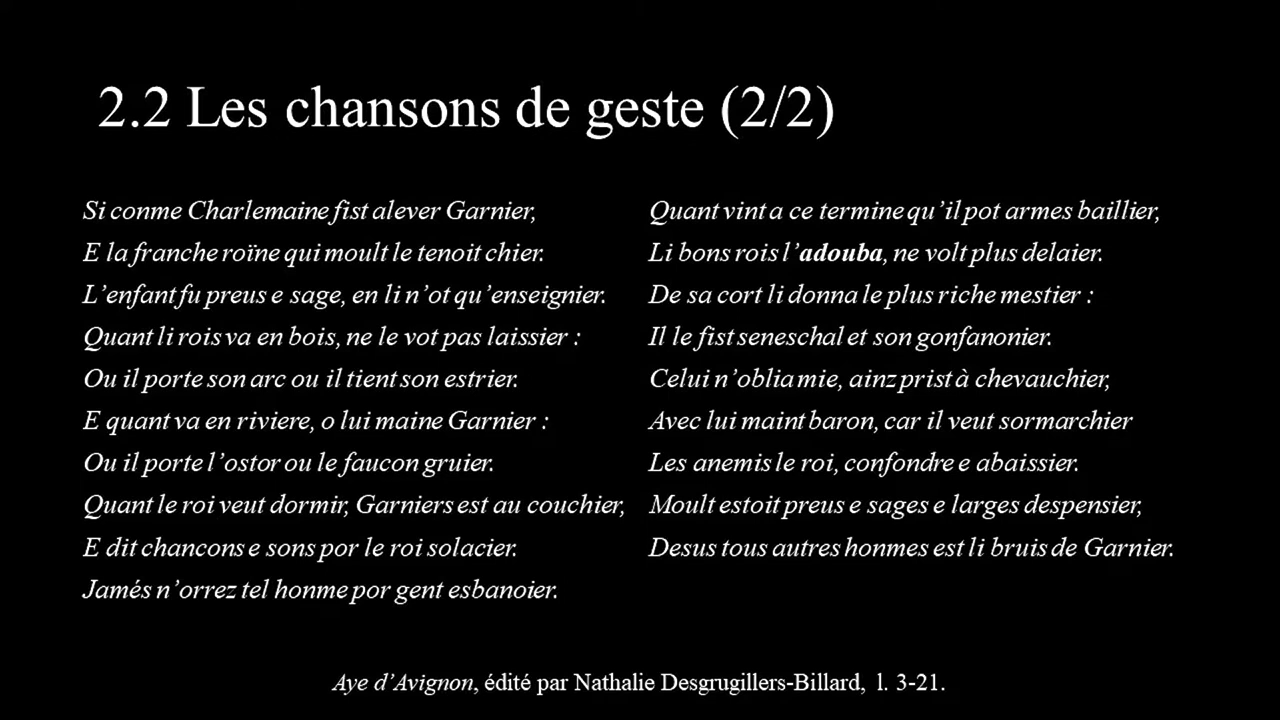 2.2 Les chansons de geste (2/2)
Si conme Charlemaine fist alever Garnier,
E la franche roïne qui moult le tenoit chier.
L’enfant fu preus e sage, en li n’ot qu’enseignier.
Quant li rois va en bois, ne le vot pas laissier :
Ou il porte son arc ou il tient son estrier.
E quant va en riviere, o lui maine Garnier :
Ou il porte l’ostor ou le faucon gruier.
Quant le roi veut dormir, Garniers est au couchier,
E dit chancons e sons por le roi solacier.
Jamés n’orrez tel honme por gent esbanoier.
Quant vint a ce termine qu’il pot armes baillier,
Li bons rois l’adouba, ne volt plus delaier.
De sa cort li donna le plus riche mestier :
Il le fist seneschal et son gonfanonier.
Celui n’oblia mie, ainz prist à chevauchier,
Avec lui maint baron, car il veut sormarchier
Les anemis le roi, confondre e abaissier.
Moult estoit preus e sages e larges despensier,
Desus tous autres honmes est li bruis de Garnier.
Aye d’Avignon, édité par Nathalie Desgrugillers-Billard, l. 3-21.